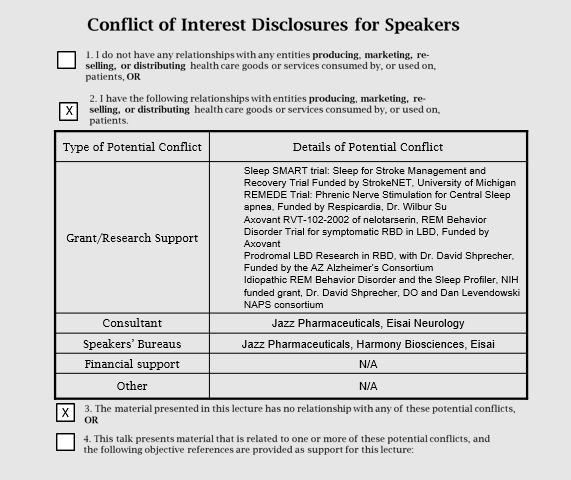 Conflict of Interest Disclosures for Speakers
1. I do not have any relationships with any entities producing, marketing, re-
selling, or distributing health care goods or services consumed by, or used on,
patients, OR
X
2. I have the following relationships with entities producing, marketing, re-
selling, or distributing health care goods or services consumed by, or used on,
patients.
Type of Potential Conflict
Details of Potential Conflict
Grant/Research Support
Sleep SMART trial: Sleep for Stroke Management and
Recovery Trial Funded by StrokeNET, University of Michigan
REMEDE Trial: Phrenic Nerve Stimulation for Central Sleep
apnea, Funded by Respicardia, Dr. Wilbur Su
Axovant RVT-102-2002 of nelotarserin, REM Behavior
Disorder Trial for symptomatic RBD in LBD, Funded by
Axovant
Prodromal LBD Research in RBD, with Dr. David Shprecher,
Funded by the AZ Alzheimer's Consortium
Idiopathic REM Behavior Disorder and the Sleep Profiler, NIH
funded grant, Dr. David Shprecher, DO and Dan Levendowski
NAPS consortium
Consultant
Jazz Pharmaceuticals, Eisai Neurology
Speakers' Bureaus
Jazz Pharmaceuticals, Harmony Biosciences, Eisai
Financial support
N/A
Other
N/A
X
3. The material presented in this lecture has no relationship with any of these potential conflicts,
OR
4. This talk presents material that is related to one or more of these potential conflicts, and
the following objective references are provided as support for this lecture: